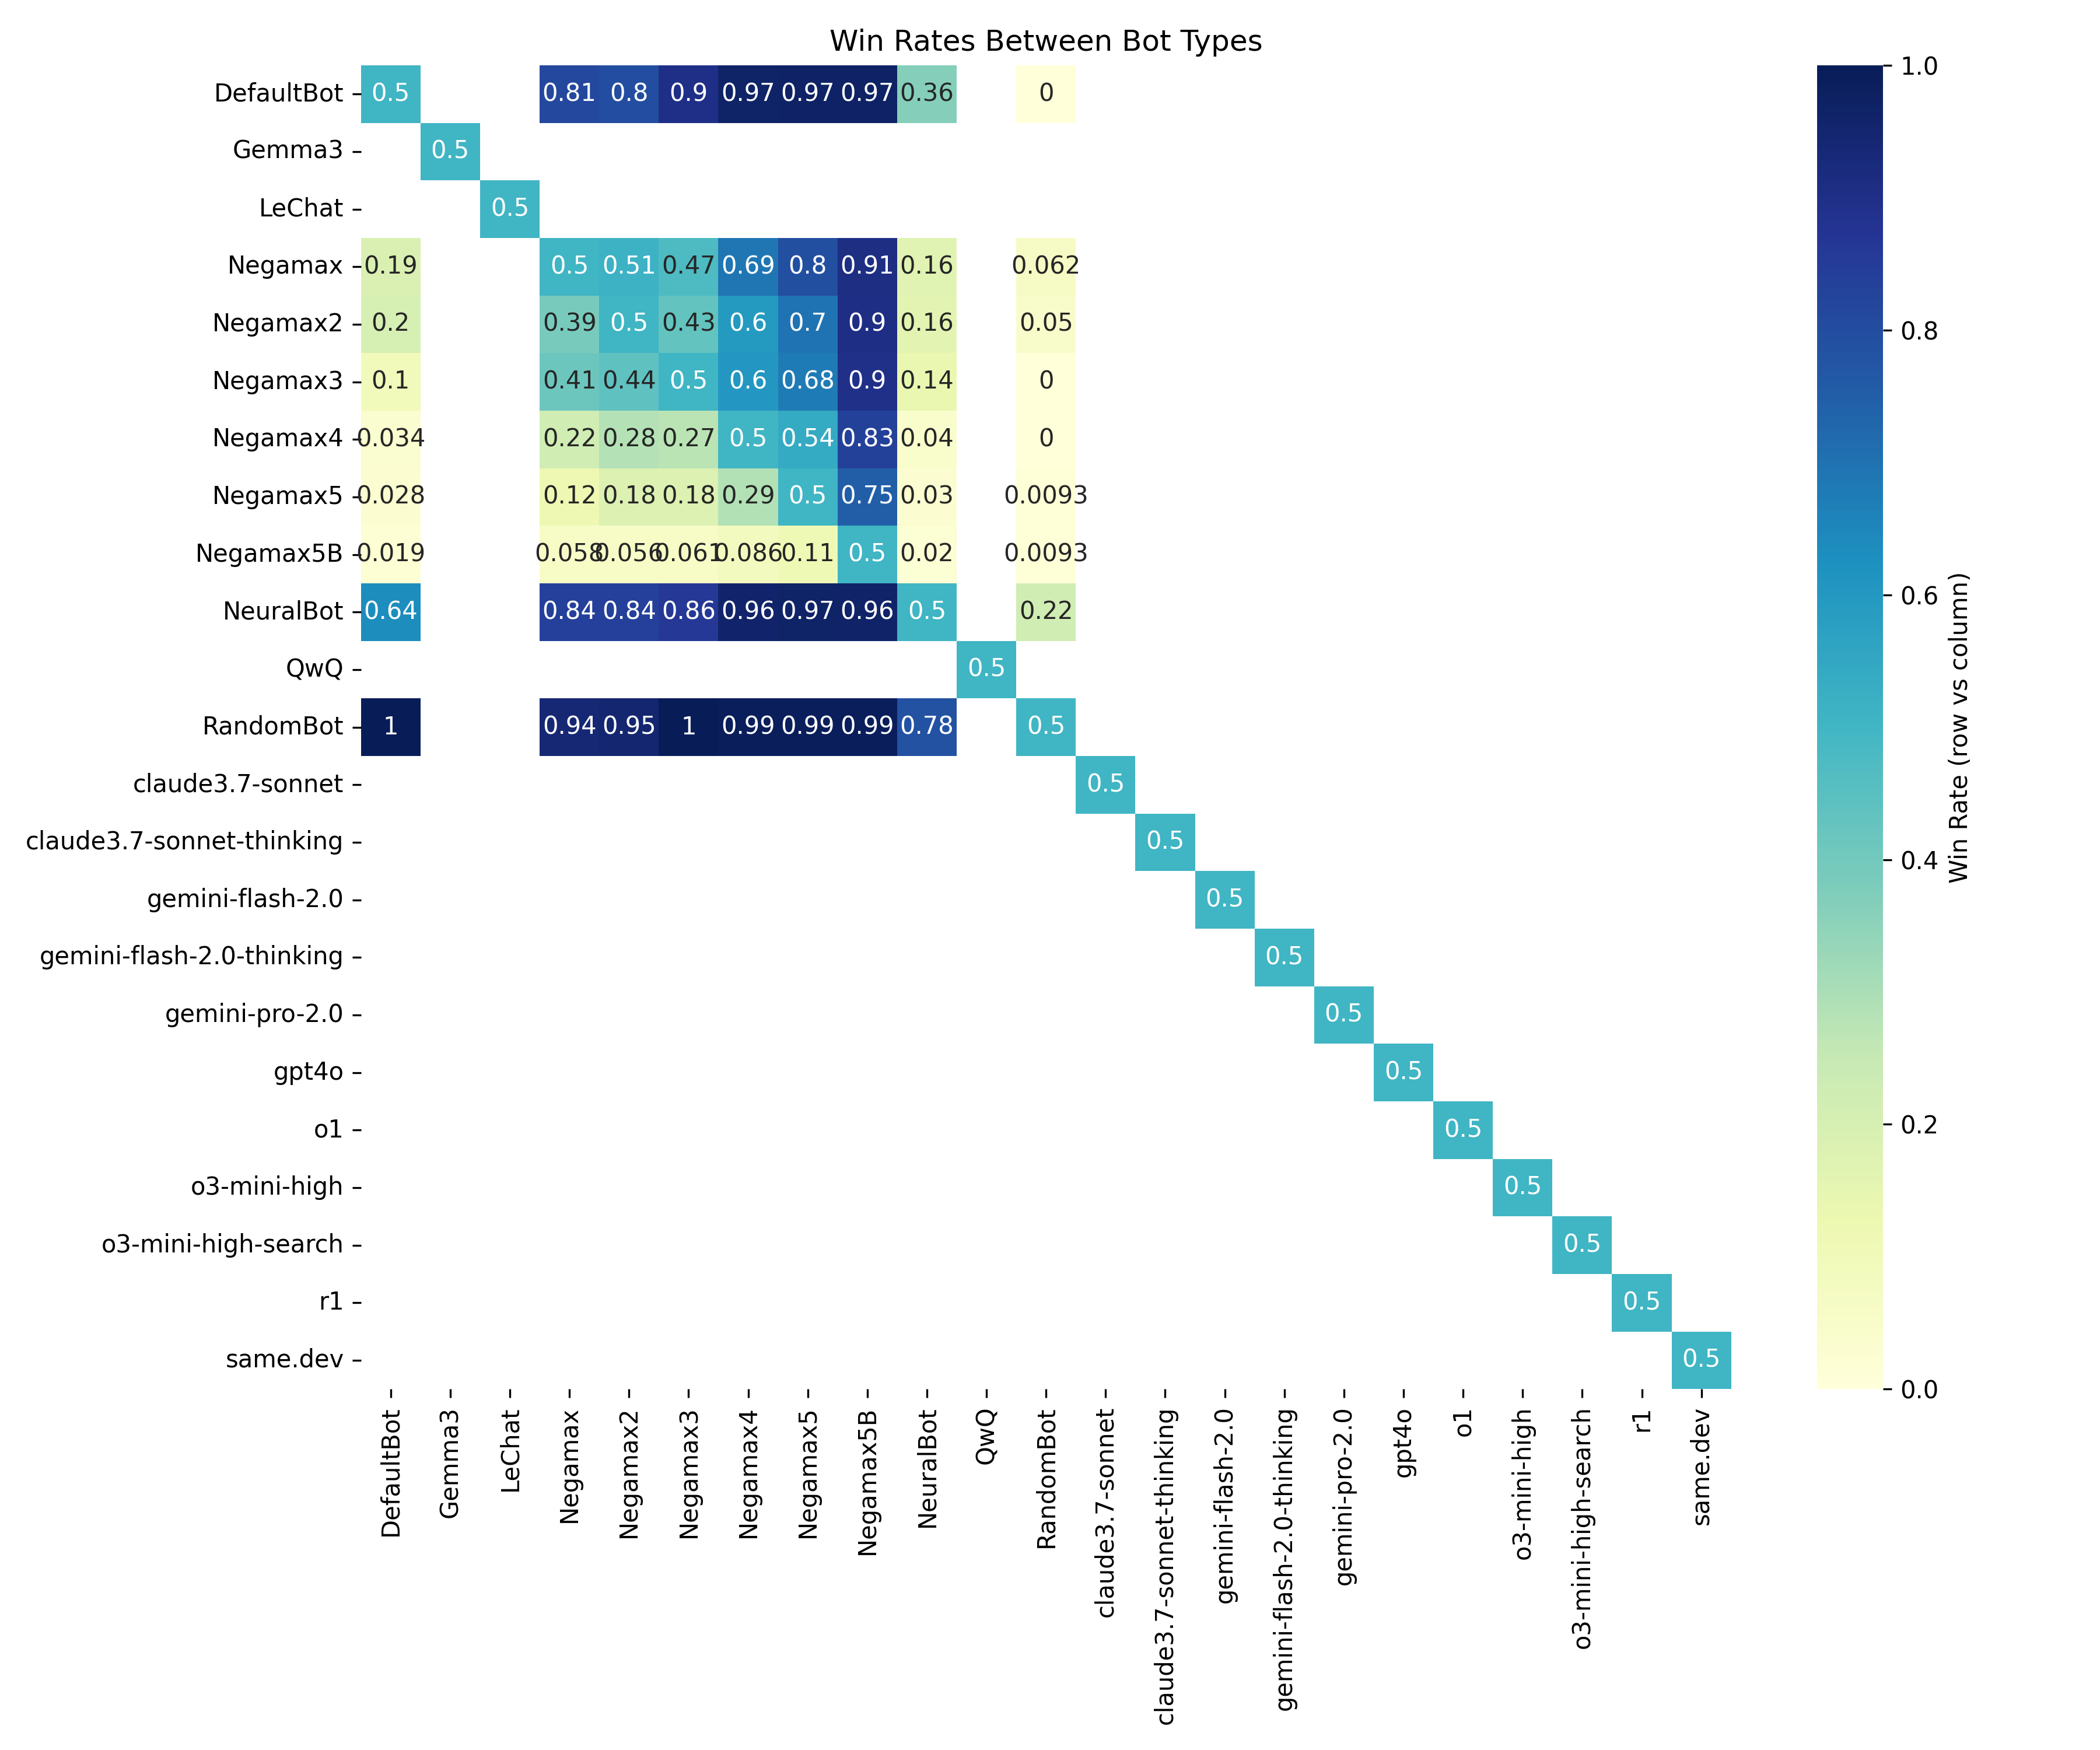 Win Rates Between Bot Types
DefaultBot 0.5 0.81 0.8 0.9 0.97 0.97 0.97 0.36 0
Gemma3 0.5
LeChat 0.5
Negamax 0.19 0.5 0.51 0.47 0.69 0.8 0.91 0.16 0.062
Negamax2 0.2 0.39 0.5 0.43 0.6 0.7 0.9 0.16 0.05
Negamax3 0.1 0.41 0.44 0.5 0.6 0.68 0.9 0.14 0
Negamax4 0.034 0.22 0.28 0.27 0.5 0.54 0.83 0.04 0
Negamax5 0.028 0.12 0.18 0.18 0.29 0.5 0.75 0.03 0.0093
Negamax5B 0.019 0.058 0.056 0.061 0.086 0.11 0.5 0.02 0.0093
NeuralBot 0.64 0.84 0.84 0.86 0.96 0.97 0.96 0.5 0.22
QwQ 0.5
RandomBot 1 0.94 0.95 1 0.99 0.99 0.99 0.78 0.5
claude3.7-sonnet 0.5
claude3.7-sonnet-thinking 0.5
gemini-flash-2.0 0.5
gemini-flash-2.0-thinking 0.5
gemini-pro-2.0 0.5
gpt4o 0.5
o1 0.5
o3-mini-high 0.5
o3-mini-high-search 0.5
r1 0.5
same.dev 0.5
DefaultBot
Gemma3
LeChat
Negamax
Negamax2
Negamax3
Negamax4
Negamax5
Negamax5B
NeuralBot
QwQ
RandomBot
claude3.7-sonnet
claude3.7-sonnet-thinking
gemini-flash-2.0
gemini-flash-2.0-thinking
gemini-pro-2.0
gpt4o
o1
o3-mini-high
o3-mini-high-search
r1
same.dev
1.0
0.8
0.6
0.4
0.2
0.0
Win Rate (row vs column)